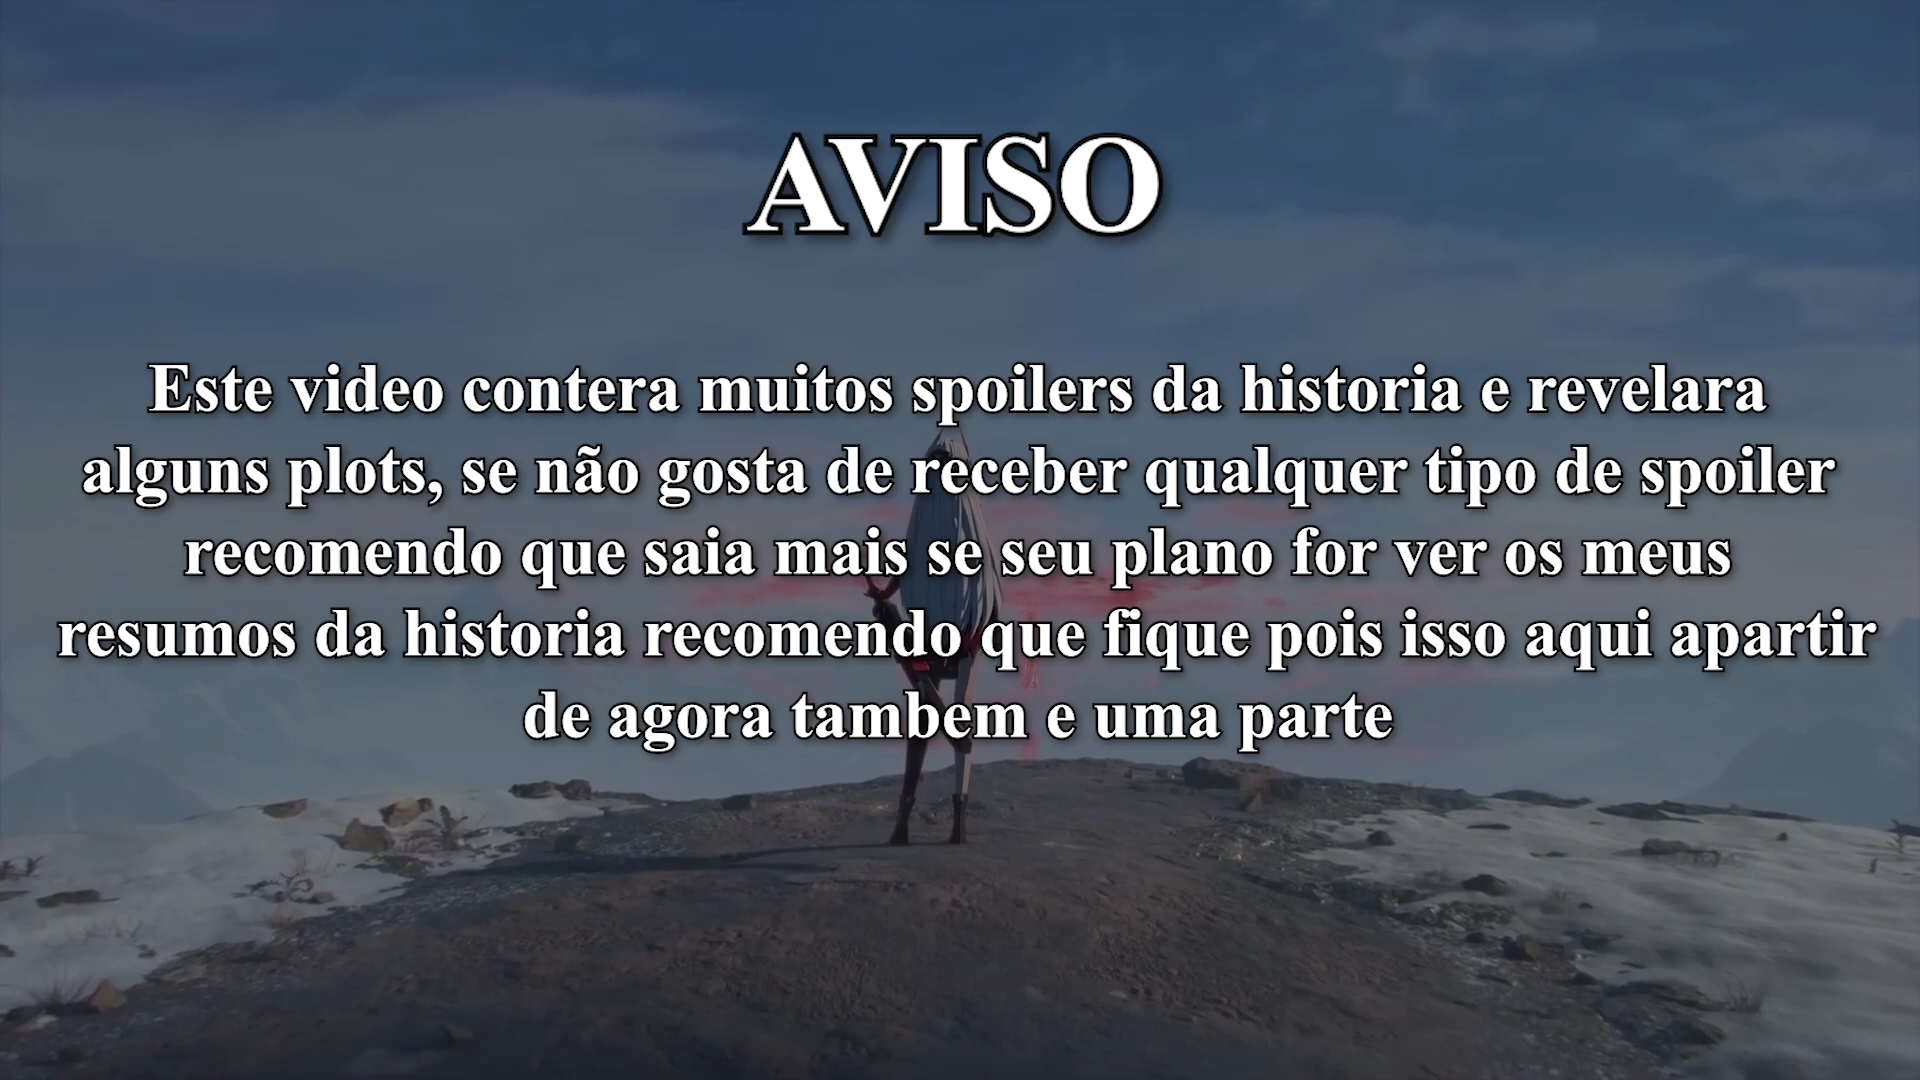 AVISO
Este video contera muitos spoilers da historia e revelara
alguns plots, se não gosta de receber qualquer tipo de spoiler
recomendo que saia mais se seu plano for ver os meus
resumos da historia recomendo que fique pois isso aqui apartir
de agora tambem e uma parte